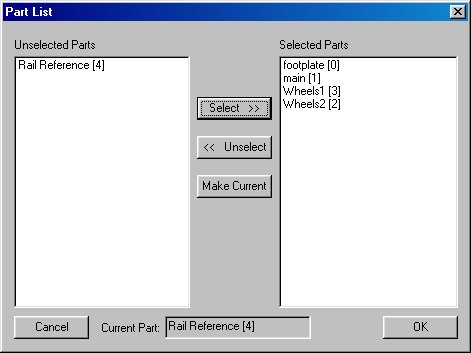 Part List
Unselected Parts
Rail Reference [4]
Selected Parts
footplate [0]
main [1]
Wheels1 [3]
Wheels2 [2]
Select >>
<< Unselect
Make Current
Cancel
Current Part: Rail Reference [4]
OK